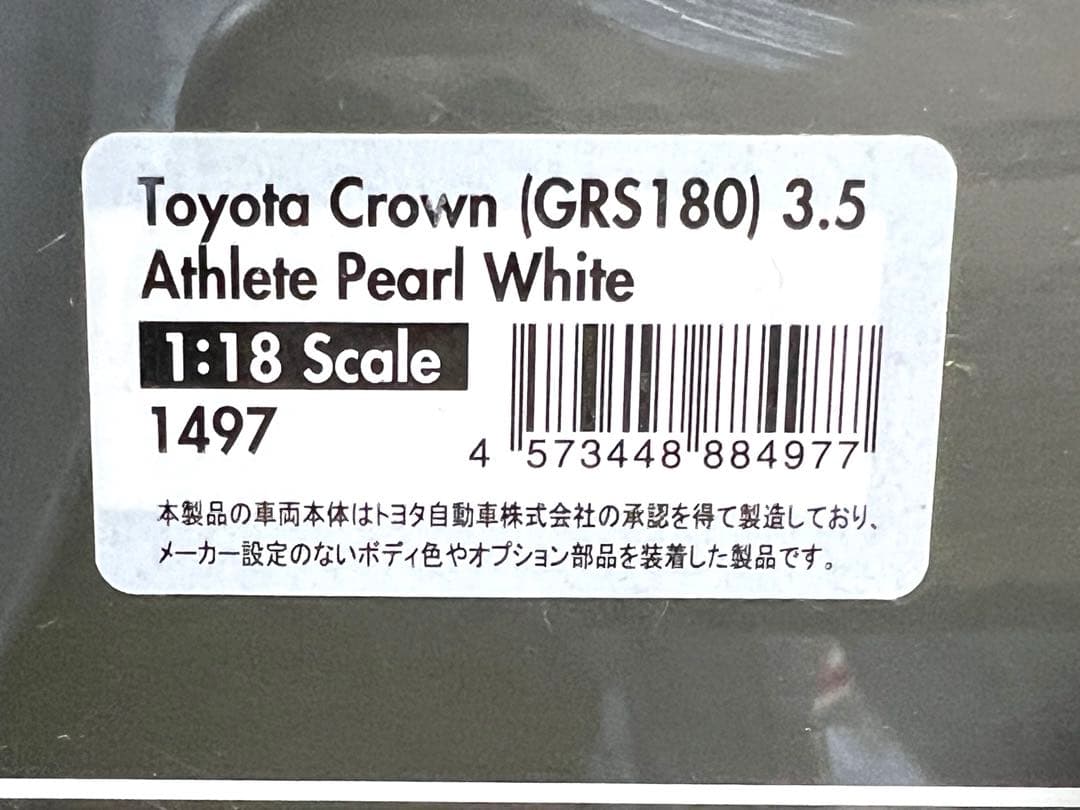 Toyota Crown (GRS180) 3.5
Athlete Pearl White
1:18 Scale
1497
4 573448 884977
本製品の車両本体はトヨタ自動車株式会社の承認を得て製造しており、
メーカー設定のないボディ色やオプション部品を装着した製品です。